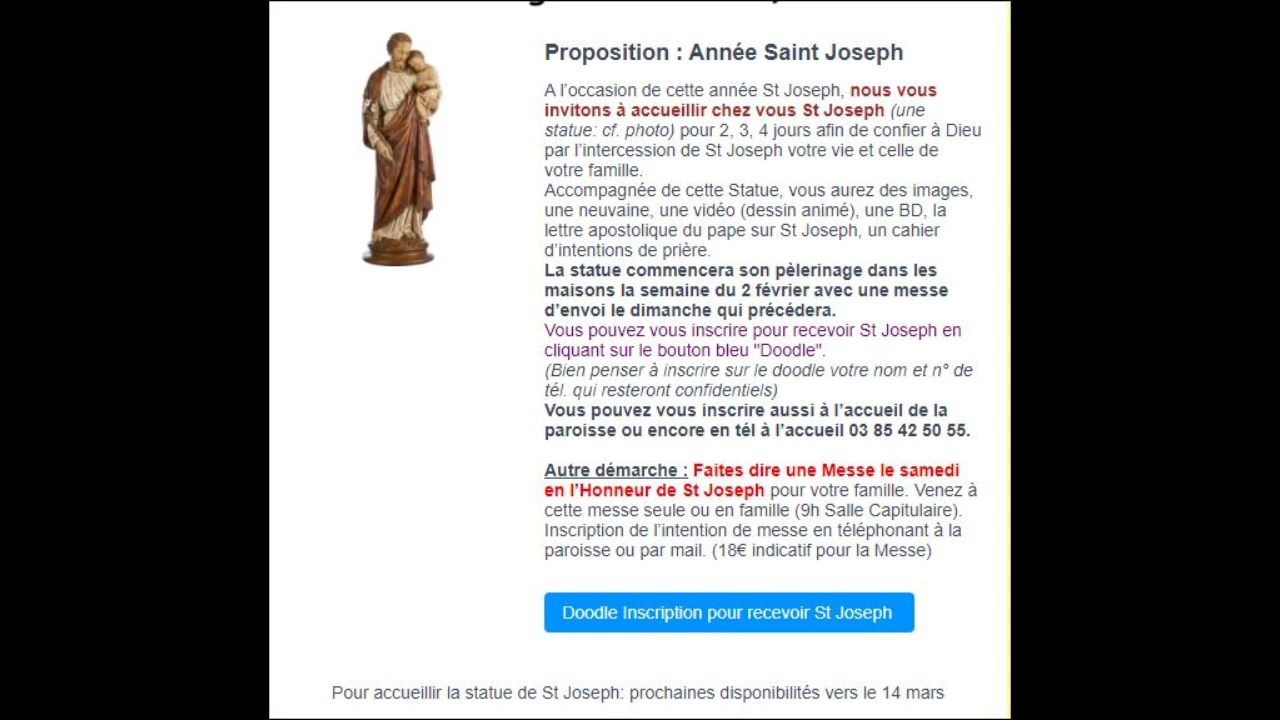 Proposition : Année Saint Joseph
A l’occasion de cette année St Joseph, nous vous
invitons à accueillir chez vous St Joseph (une
statue: cf. photo) pour 2, 3, 4 jours afin de confier à Dieu
par l’intercession de St Joseph votre vie et celle de
votre famille.
Accompagnée de cette Statue, vous aurez des images,
une neuvaine, une vidéo (dessin animé), une BD, la
lettre apostolique du pape sur St Joseph, un cahier
d’intentions de prière.
La statue commencera son pèlerinage dans les
maisons la semaine du 2 février avec une messe
d’envoi le dimanche qui précédera.
Vous pouvez vous inscrire pour recevoir St Joseph en
cliquant sur le bouton bleu "Doodle".
(Bien penser à inscrire sur le doodle votre nom et n° de
tél. qui resteront confidentiels)
Vous pouvez vous inscrire aussi à l’accueil de la
paroisse ou encore en tél à l’accueil 03 85 42 50 55.
Autre démarche : Faites dire une Messe le samedi
en l’Honneur de St Joseph pour votre famille. Venez à
cette messe seule ou en famille (9h Salle Capitulaire).
Inscription de l’intention de messe en téléphonant à la
paroisse ou par mail. (18€ indicatif pour la Messe)
Doodle Inscription pour recevoir St Joseph
Pour accueillir la statue de St Joseph: prochaines disponibilités vers le 14 mars